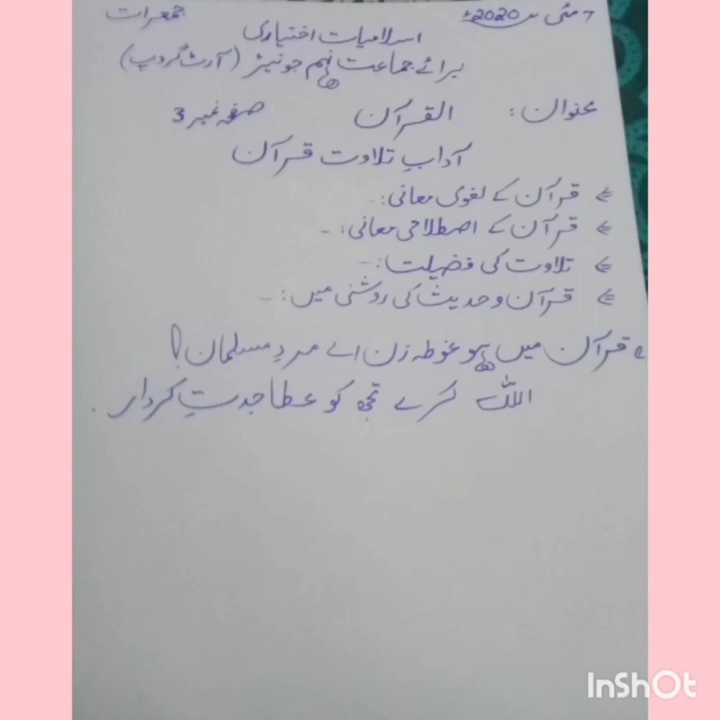 7 مئی سن 2020ء جمعرات
اسلامیات اختیاری
برائے جماعت نہم جونیئر (آرٹ گروپ)
عنوان: القرآن صفحہ نمبر 3
آدابِ تلاوت قرآن
قرآن کے لغوی معانی:-
قرآن کے اصطلاحی معانی:-
تلاوت کی فضیلت:-
قرآن و حدیث کی روشنی میں:-
قرآن میں ہو غوطہ زن اے مردِ مسلمان!
اللہ کرے تجھ کو عطا جدتِ کردار.
InShOt